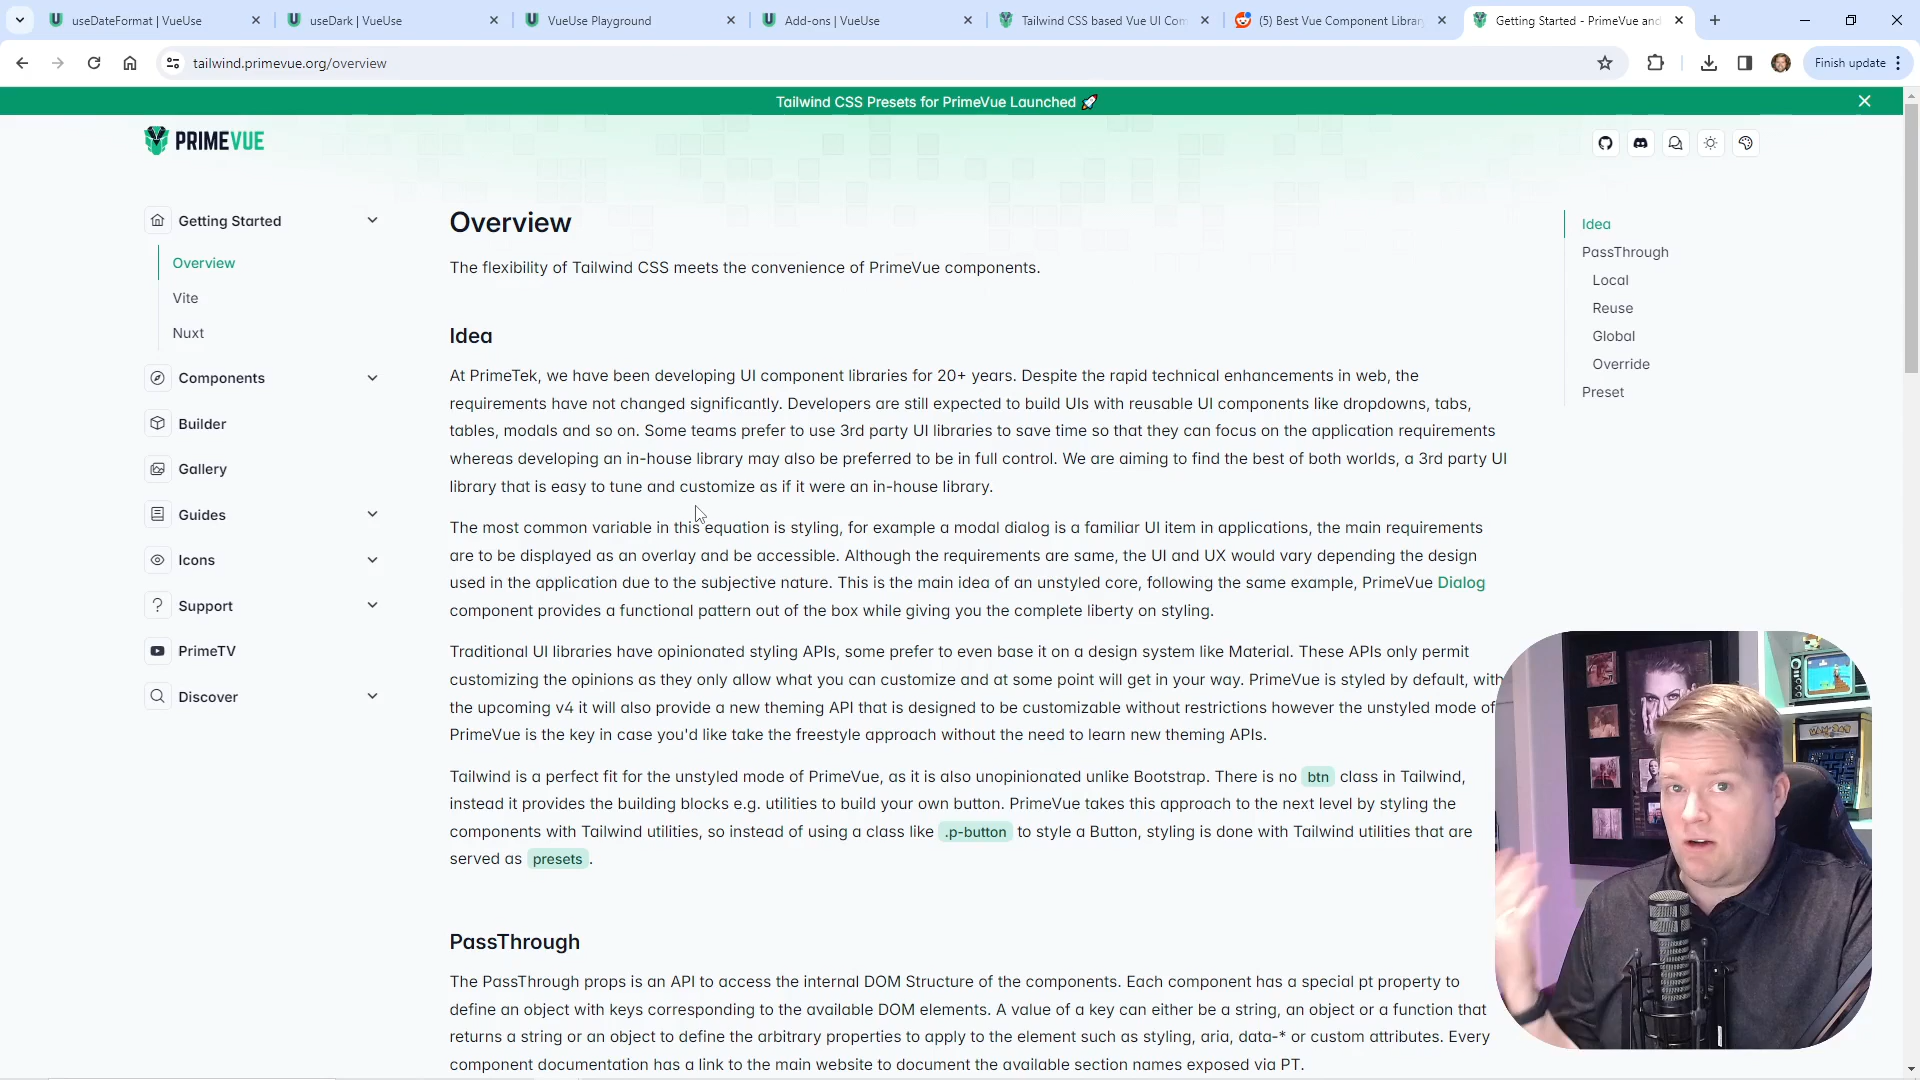 useDateFormat | VueUse
useDark | VueUse
VueUse Playground
Add-ons | VueUse
Tailwind CSS based Vue UI Com
(5) Best Vue Component Librar
Getting Started - PrimeVue and
tailwind.primevue.org/overview
Finish update
Tailwind CSS Presets for PrimeVue Launched 🚀
PRIMEVUE
Getting Started
Overview
Vite
Nuxt
Components
Builder
Gallery
Guides
Icons
Support
PrimeTV
Discover
Overview
The flexibility of Tailwind CSS meets the convenience of PrimeVue components.
Idea
At PrimeTek, we have been developing UI component libraries for 20+ years. Despite the rapid technical enhancements in web, the
requirements have not changed significantly. Developers are still expected to build UIs with reusable UI components like dropdowns, tabs,
tables, modals and so on. Some teams prefer to use 3rd party UI libraries to save time so that they can focus on the application requirements
whereas developing an in-house library may also be preferred to be in full control. We are aiming to find the best of both worlds, a 3rd party UI
library that is easy to tune and customize as if it were an in-house library.
The most common variable in this equation is styling, for example a modal dialog is a familiar UI item in applications, the main requirements
are to be displayed as an overlay and be accessible. Although the requirements are same, the UI and UX would vary depending the design
used in the application due to the subjective nature. This is the main idea of an unstyled core, following the same example, PrimeVue Dialog
component provides a functional pattern out of the box while giving you the complete liberty on styling.
Traditional UI libraries have opinionated styling APIs, some prefer to even base it on a design system like Material. These APIs only permit
customizing the opinions as they only allow what you can customize and at some point will get in your way. PrimeVue is styled by default, with
the upcoming v4 it will also provide a new theming API that is designed to be customizable without restrictions however the unstyled mode of
PrimeVue is the key in case you'd like take the freestyle approach without the need to learn new theming APIs.
Tailwind is a perfect fit for the unstyled mode of PrimeVue, as it is also unopinionated unlike Bootstrap. There is no btn class in Tailwind,
instead it provides the building blocks e.g. utilities to build your own button. PrimeVue takes this approach to the next level by styling the
components with Tailwind utilities, so instead of using a class like .p-button to style a Button, styling is done with Tailwind utilities that are
served as presets.
PassThrough
The PassThrough props is an API to access the internal DOM Structure of the components. Each component has a special pt property to
define an object with keys corresponding to the available DOM elements. A value of a key can either be a string, an object or a function that
returns a string or an object to define the arbitrary properties to apply to the element such as styling, aria, data-* or custom attributes. Every
component documentation has a link to the main website to document the available section names exposed via PT.
Idea
PassThrough
Local
Reuse
Global
Override
Preset